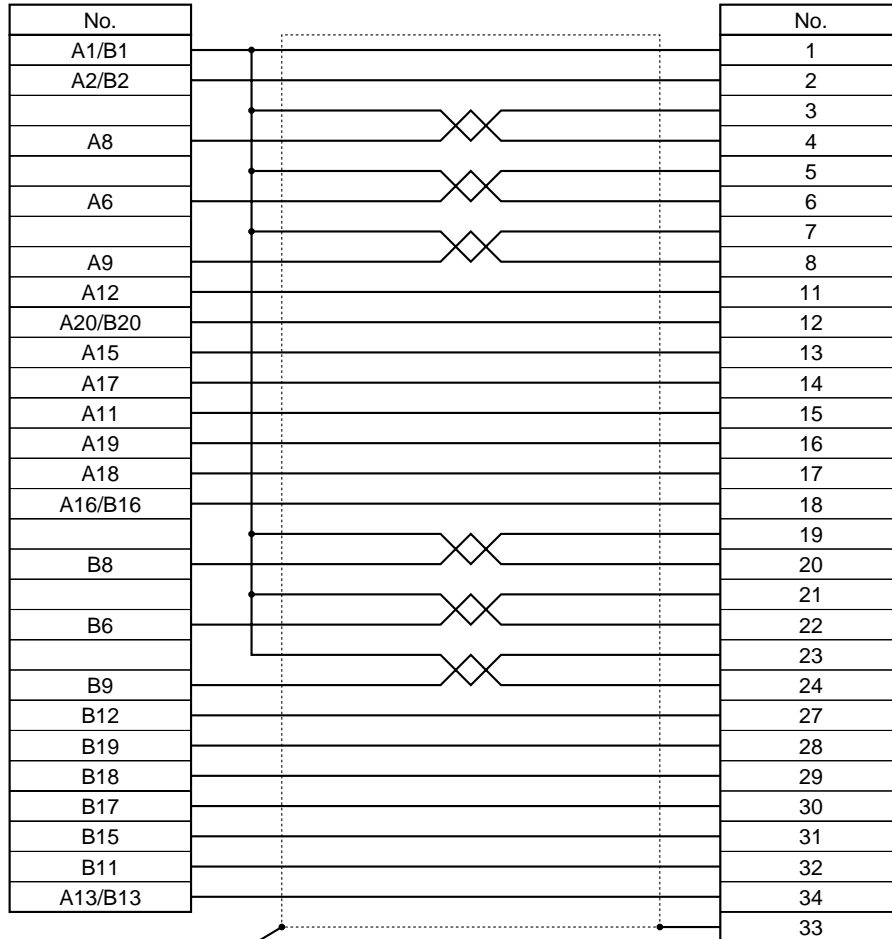 No. No.
A1/B1 1
A2/B2 2
3
A8 4
5
A6 6
7
A9 8
A12 11
A20/B20 12
A15 13
A17 14
A11 15
A19 16
A18 17
A16/B16 18
19
B8 20
21
B6 22
23
B9 24
B12 27
B19 28
B18 29
B17 30
B15 31
B11 32
A13/B13 34
33